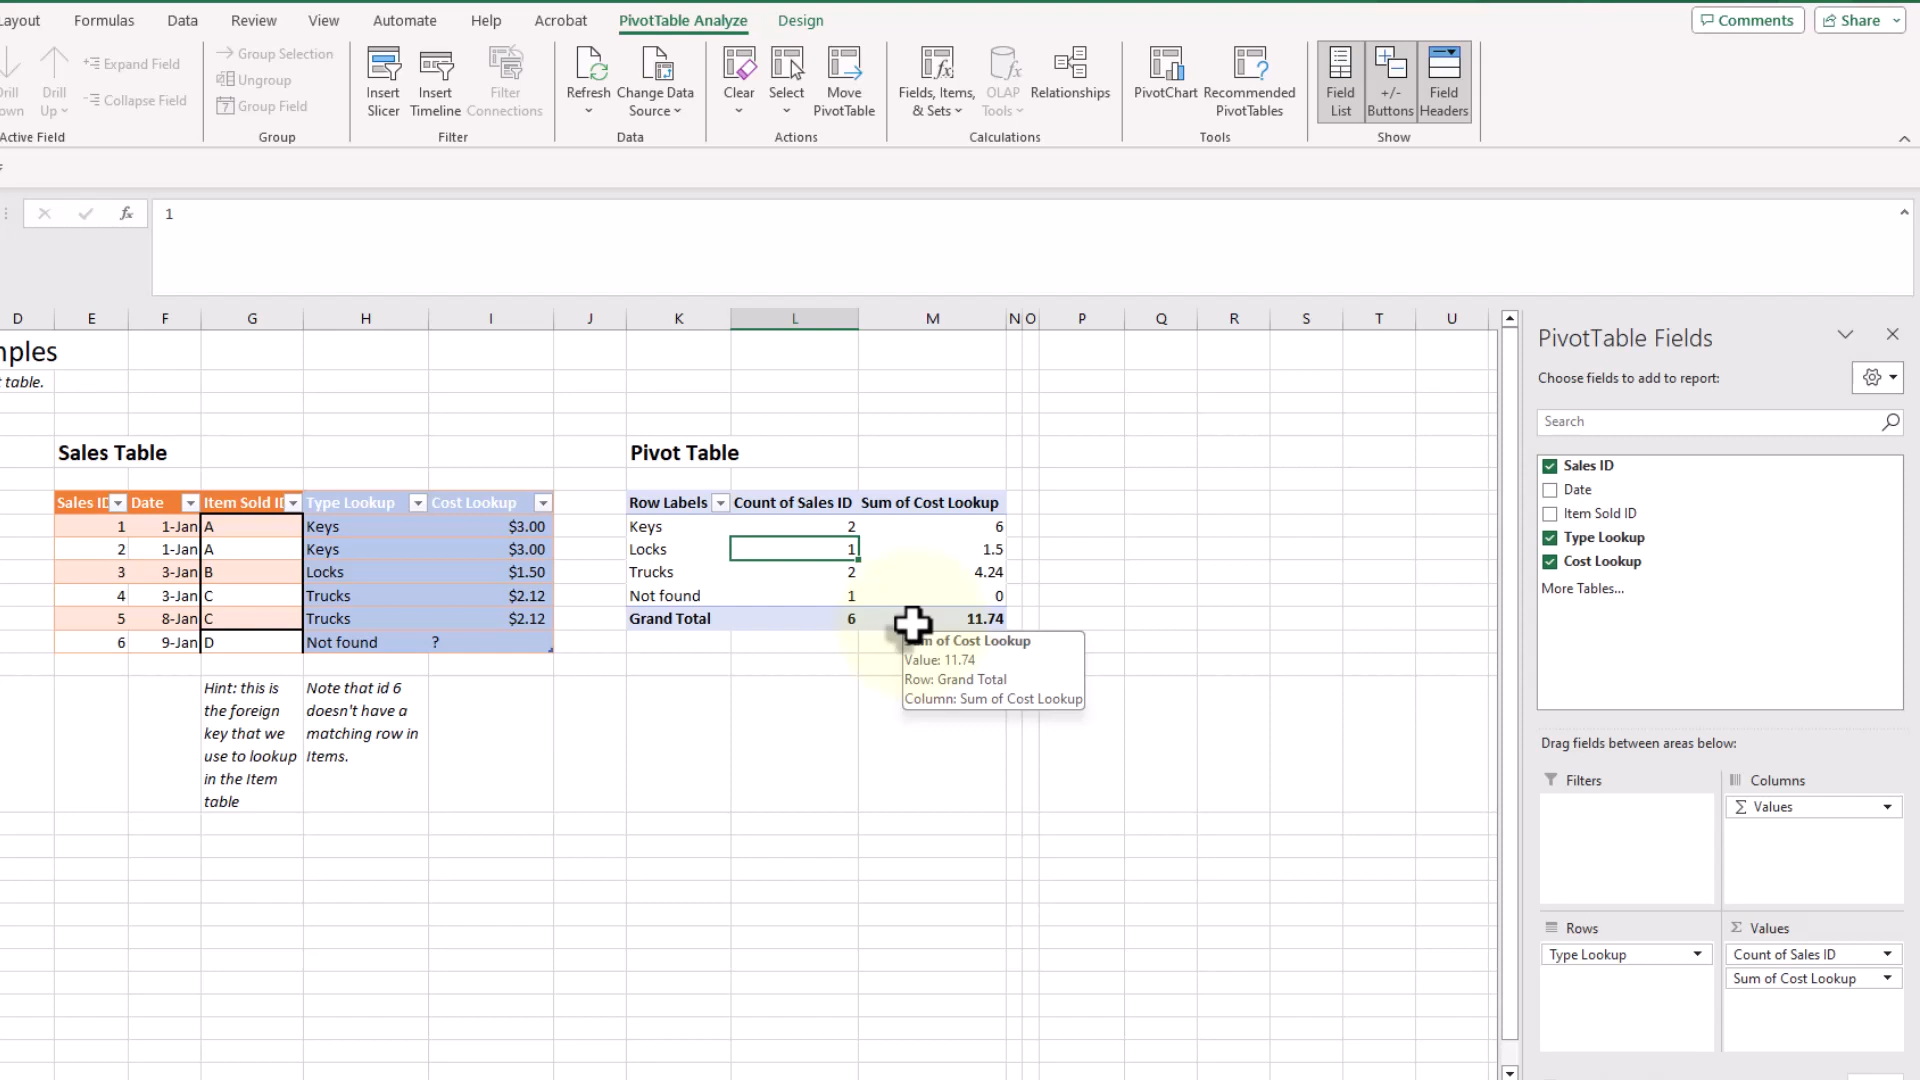 Layout Formulas Data Review View Automate Help Acrobat PivotTable Analyze Design Comments Share
Drill Down
Drill Up
Expand Field
Collapse Field
Active Field
Group Selection
Ungroup
Group Field
Group
Insert Slicer
Insert Timeline
Filter Connections
Filter
Refresh
Change Data Source
Data
Clear
Select
Move PivotTable
Actions
Fields, Items, & Sets
OLAP Tools
Relationships
Calculations
PivotChart
Recommended PivotTables
Tools
Field List
+/- Buttons
Field Headers
Show
fx 1
D E F G H I J K L M N O P Q R S T U
mples
t table.
Sales Table
Pivot Table
Sales ID Date Item Sold ID Type Lookup Cost Lookup
1 1-Jan A Keys $3.00
2 1-Jan A Keys $3.00
3 3-Jan B Locks $1.50
4 3-Jan C Trucks $2.12
5 8-Jan C Trucks $2.12
6 9-Jan D Not found ?
Hint: this is
the foreign
key that we
use to lookup
in the Item
table
Note that id 6
doesn't have a
matching row in
Items.
Row Labels Count of Sales ID Sum of Cost Lookup
Keys 2 6
Locks 1 1.5
Trucks 2 4.24
Not found 1 0
Grand Total 6 11.74
Sum of Cost Lookup
Value: 11.74
Row: Grand Total
Column: Sum of Cost Lookup
PivotTable Fields
Choose fields to add to report:
Search
Sales ID
Date
Item Sold ID
Type Lookup
Cost Lookup
More Tables...
Drag fields between areas below:
Filters
Columns
Σ Values
Rows
Type Lookup
Σ Values
Count of Sales ID
Sum of Cost Lookup